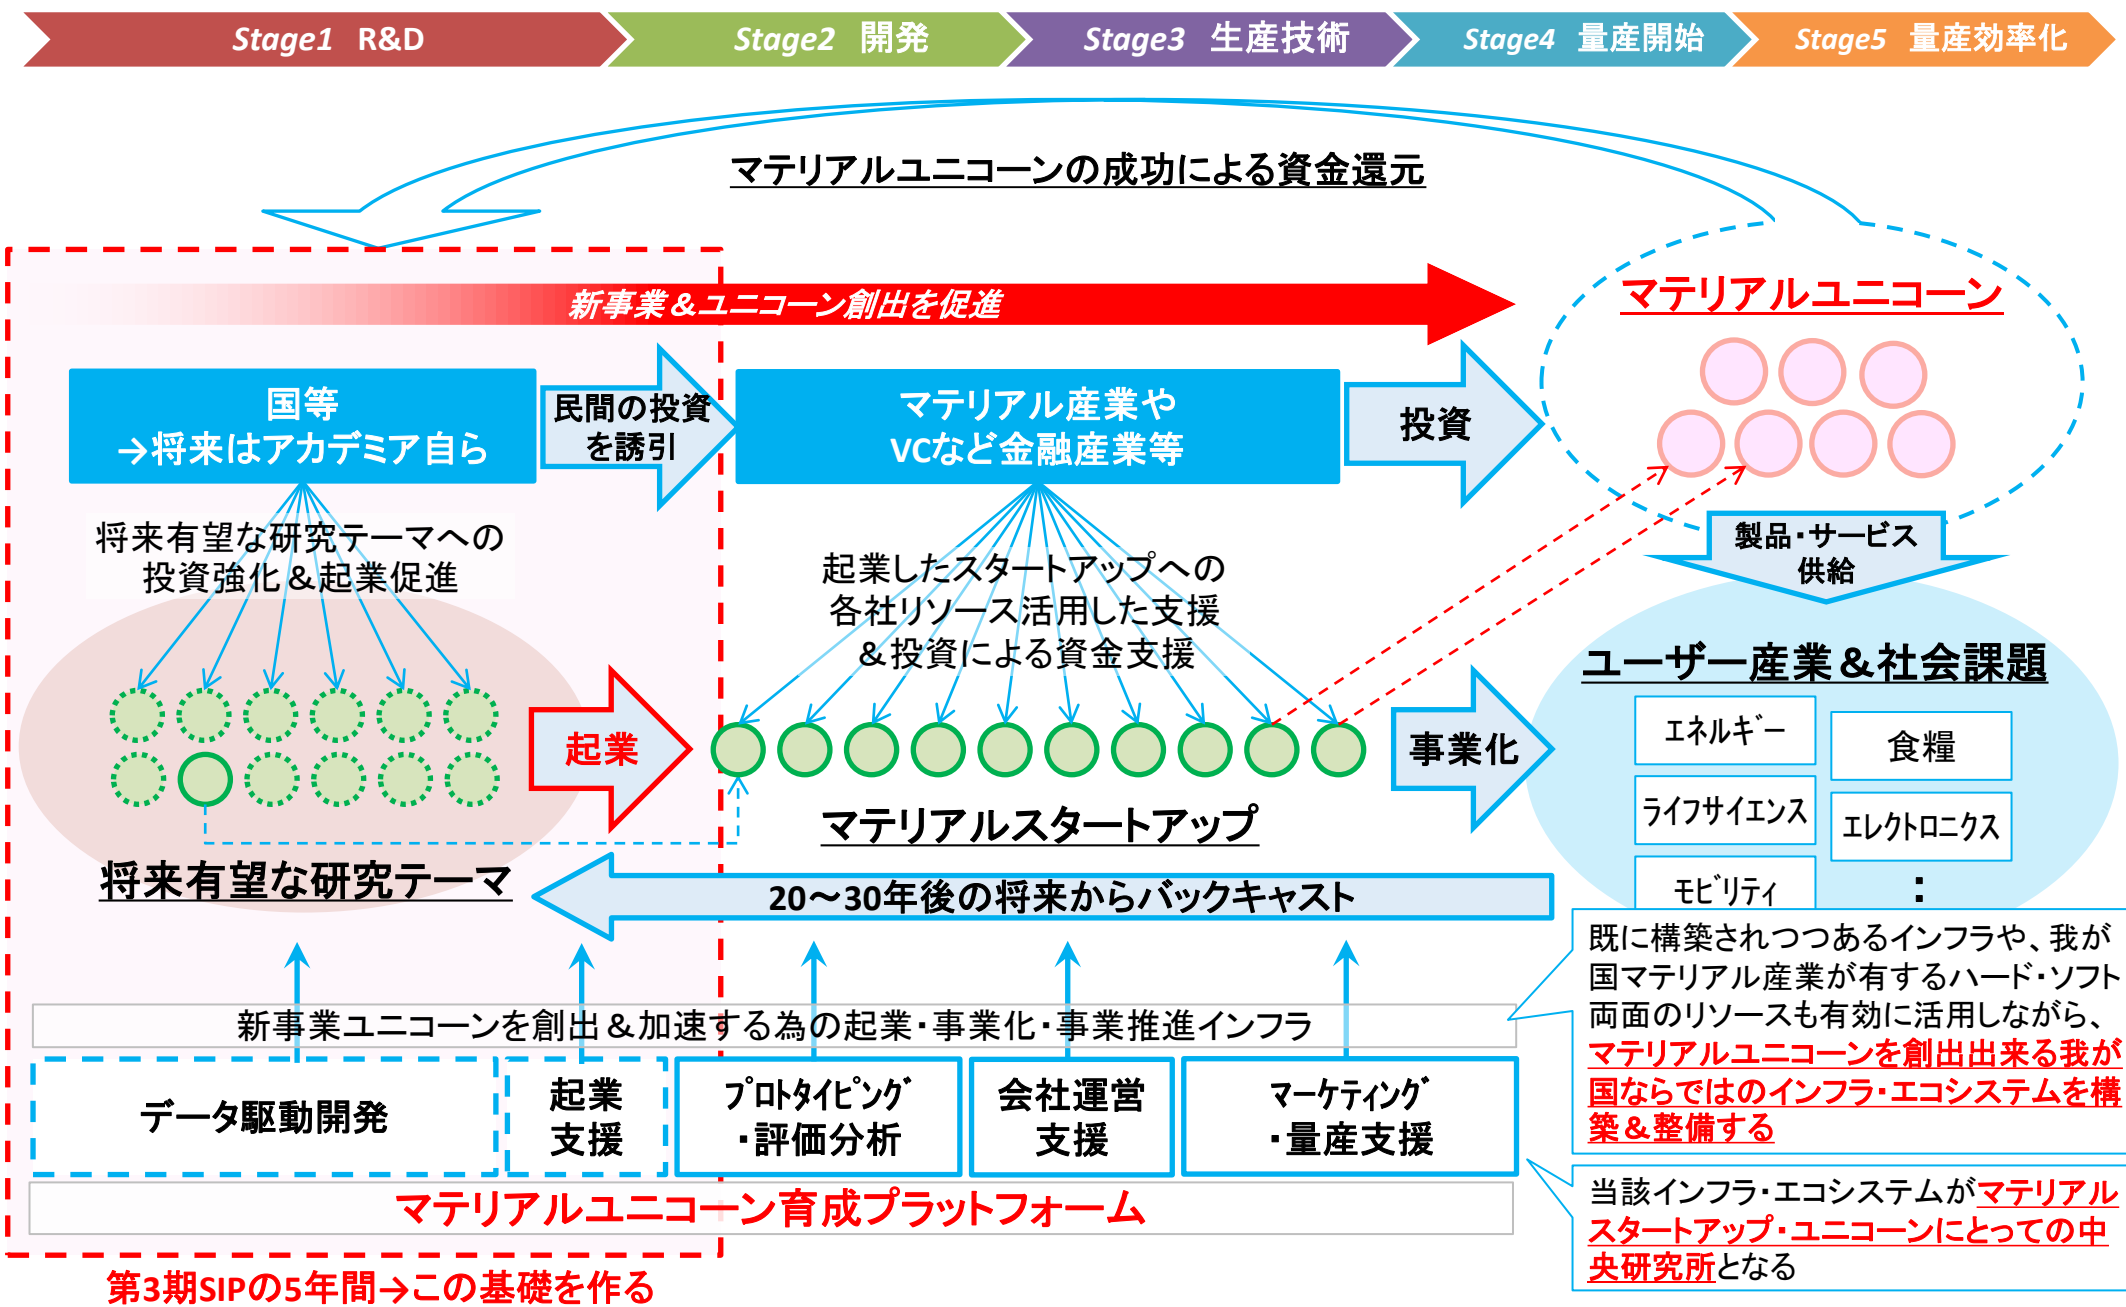 Stage1 R&D
Stage2 開発
Stage3 生産技術
Stage4 量産開始
Stage5 量産効率化
マテリアルユニコーンの成功による資金還元
新事業＆ユニコーン創出を促進
マテリアルユニコーン
国等
→将来はアカデミア自ら
民間の投資
を誘引
マテリアル産業や
VCなど金融産業等
投資
将来有望な研究テーマへの
投資強化＆起業促進
起業したスタートアップへの
各社リソース活用した支援
＆投資による資金支援
製品・サービス
供給
ユーザー産業＆社会課題
エネルギー
食糧
ライフサイエンス
エレクトロニクス
モビリティ
：
起業
事業化
マテリアルスタートアップ
将来有望な研究テーマ
20～30年後の将来からバックキャスト
既に構築されつつあるインフラや、我が
国マテリアル産業が有するハード・ソフト
両面のリソースも有効に活用しながら、
マテリアルユニコーンを創出出来る我が
国ならではのインフラ・エコシステムを構
築＆整備する
新事業ユニコーンを創出＆加速する為の起業・事業化・事業推進インフラ
データ駆動開発
起業
支援
プロトタイピング
・評価分析
会社運営
支援
マーケティング
・量産支援
マテリアルユニコーン育成プラットフォーム
当該インフラ・エコシステムがマテリアル
スタートアップ・ユニコーンにとっての中
央研究所となる
第3期SIPの5年間→この基礎を作る